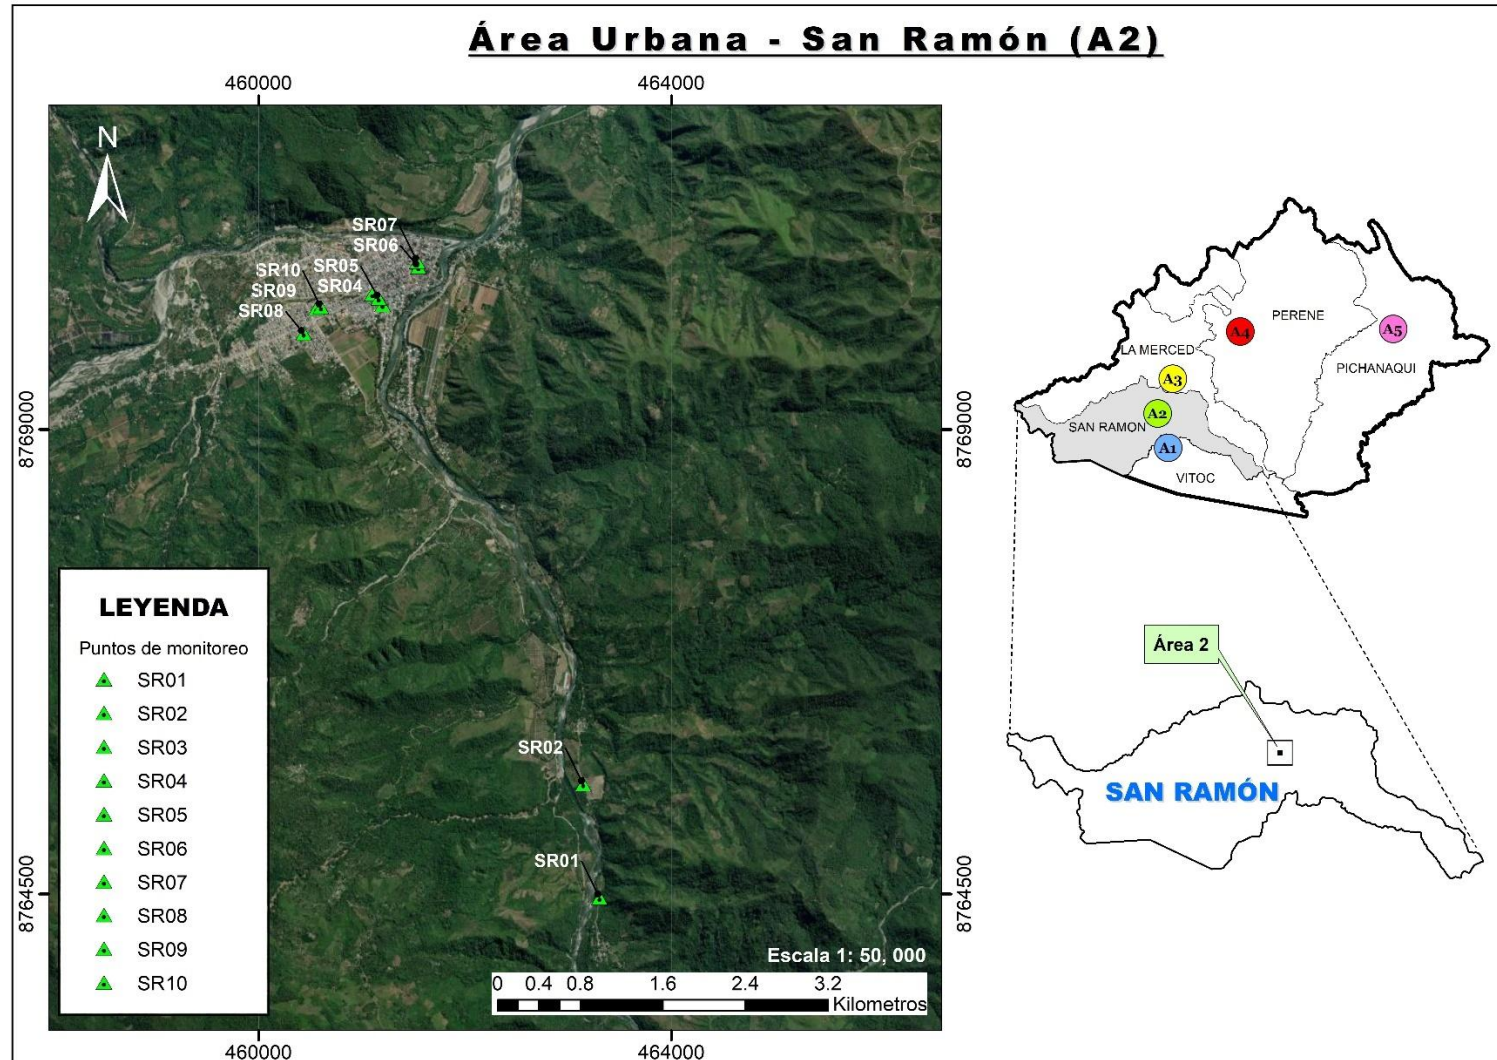 Área Urbana - San Ramón (A2)
460000
464000
N
SR07
SR06
SR10
SR05
SR09
SR04
SR08
8769000
8769000
LEYENDA
Puntos de monitoreo
SR01
SR02
SR03
SR04
SR05
SR06
SR07
SR08
SR09
SR10
SR02
SR01
8764500
8764500
Escala 1: 50, 000
0 0.4 0.8 1.6 2.4 3.2
Kilometros
460000
464000
PERENE
A4
A5
LA MERCED
PICHANAQUI
A3
A2
SAN RAMON
A1
VITOC
Área 2
SAN RAMÓN